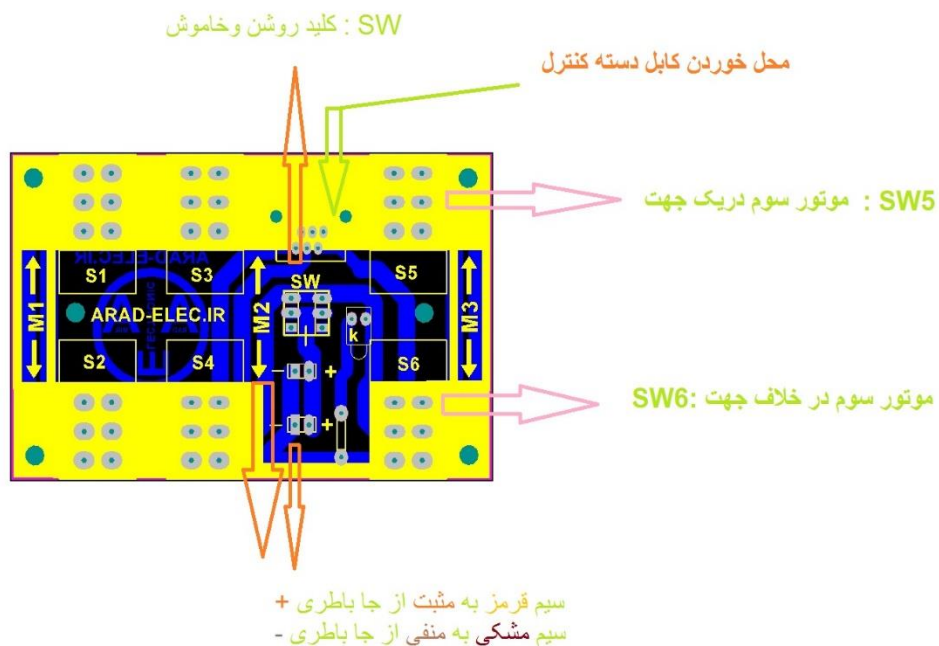 SW : کلید روشن وخاموش
محل خوردن کابل دسته کنترل
SW5 : موتور سوم دریک جهت
ARAD-ELEC.IR
S1
S3
SW
S5
M1
M2
M3
ARAD-ELEC.IR
k
S2
S4
S6
- +
- +
SW6: موتور سوم در خلاف جهت
سیم قرمز به مثبت از جا باطری +
سیم مشکی به منفی از جا باطری -